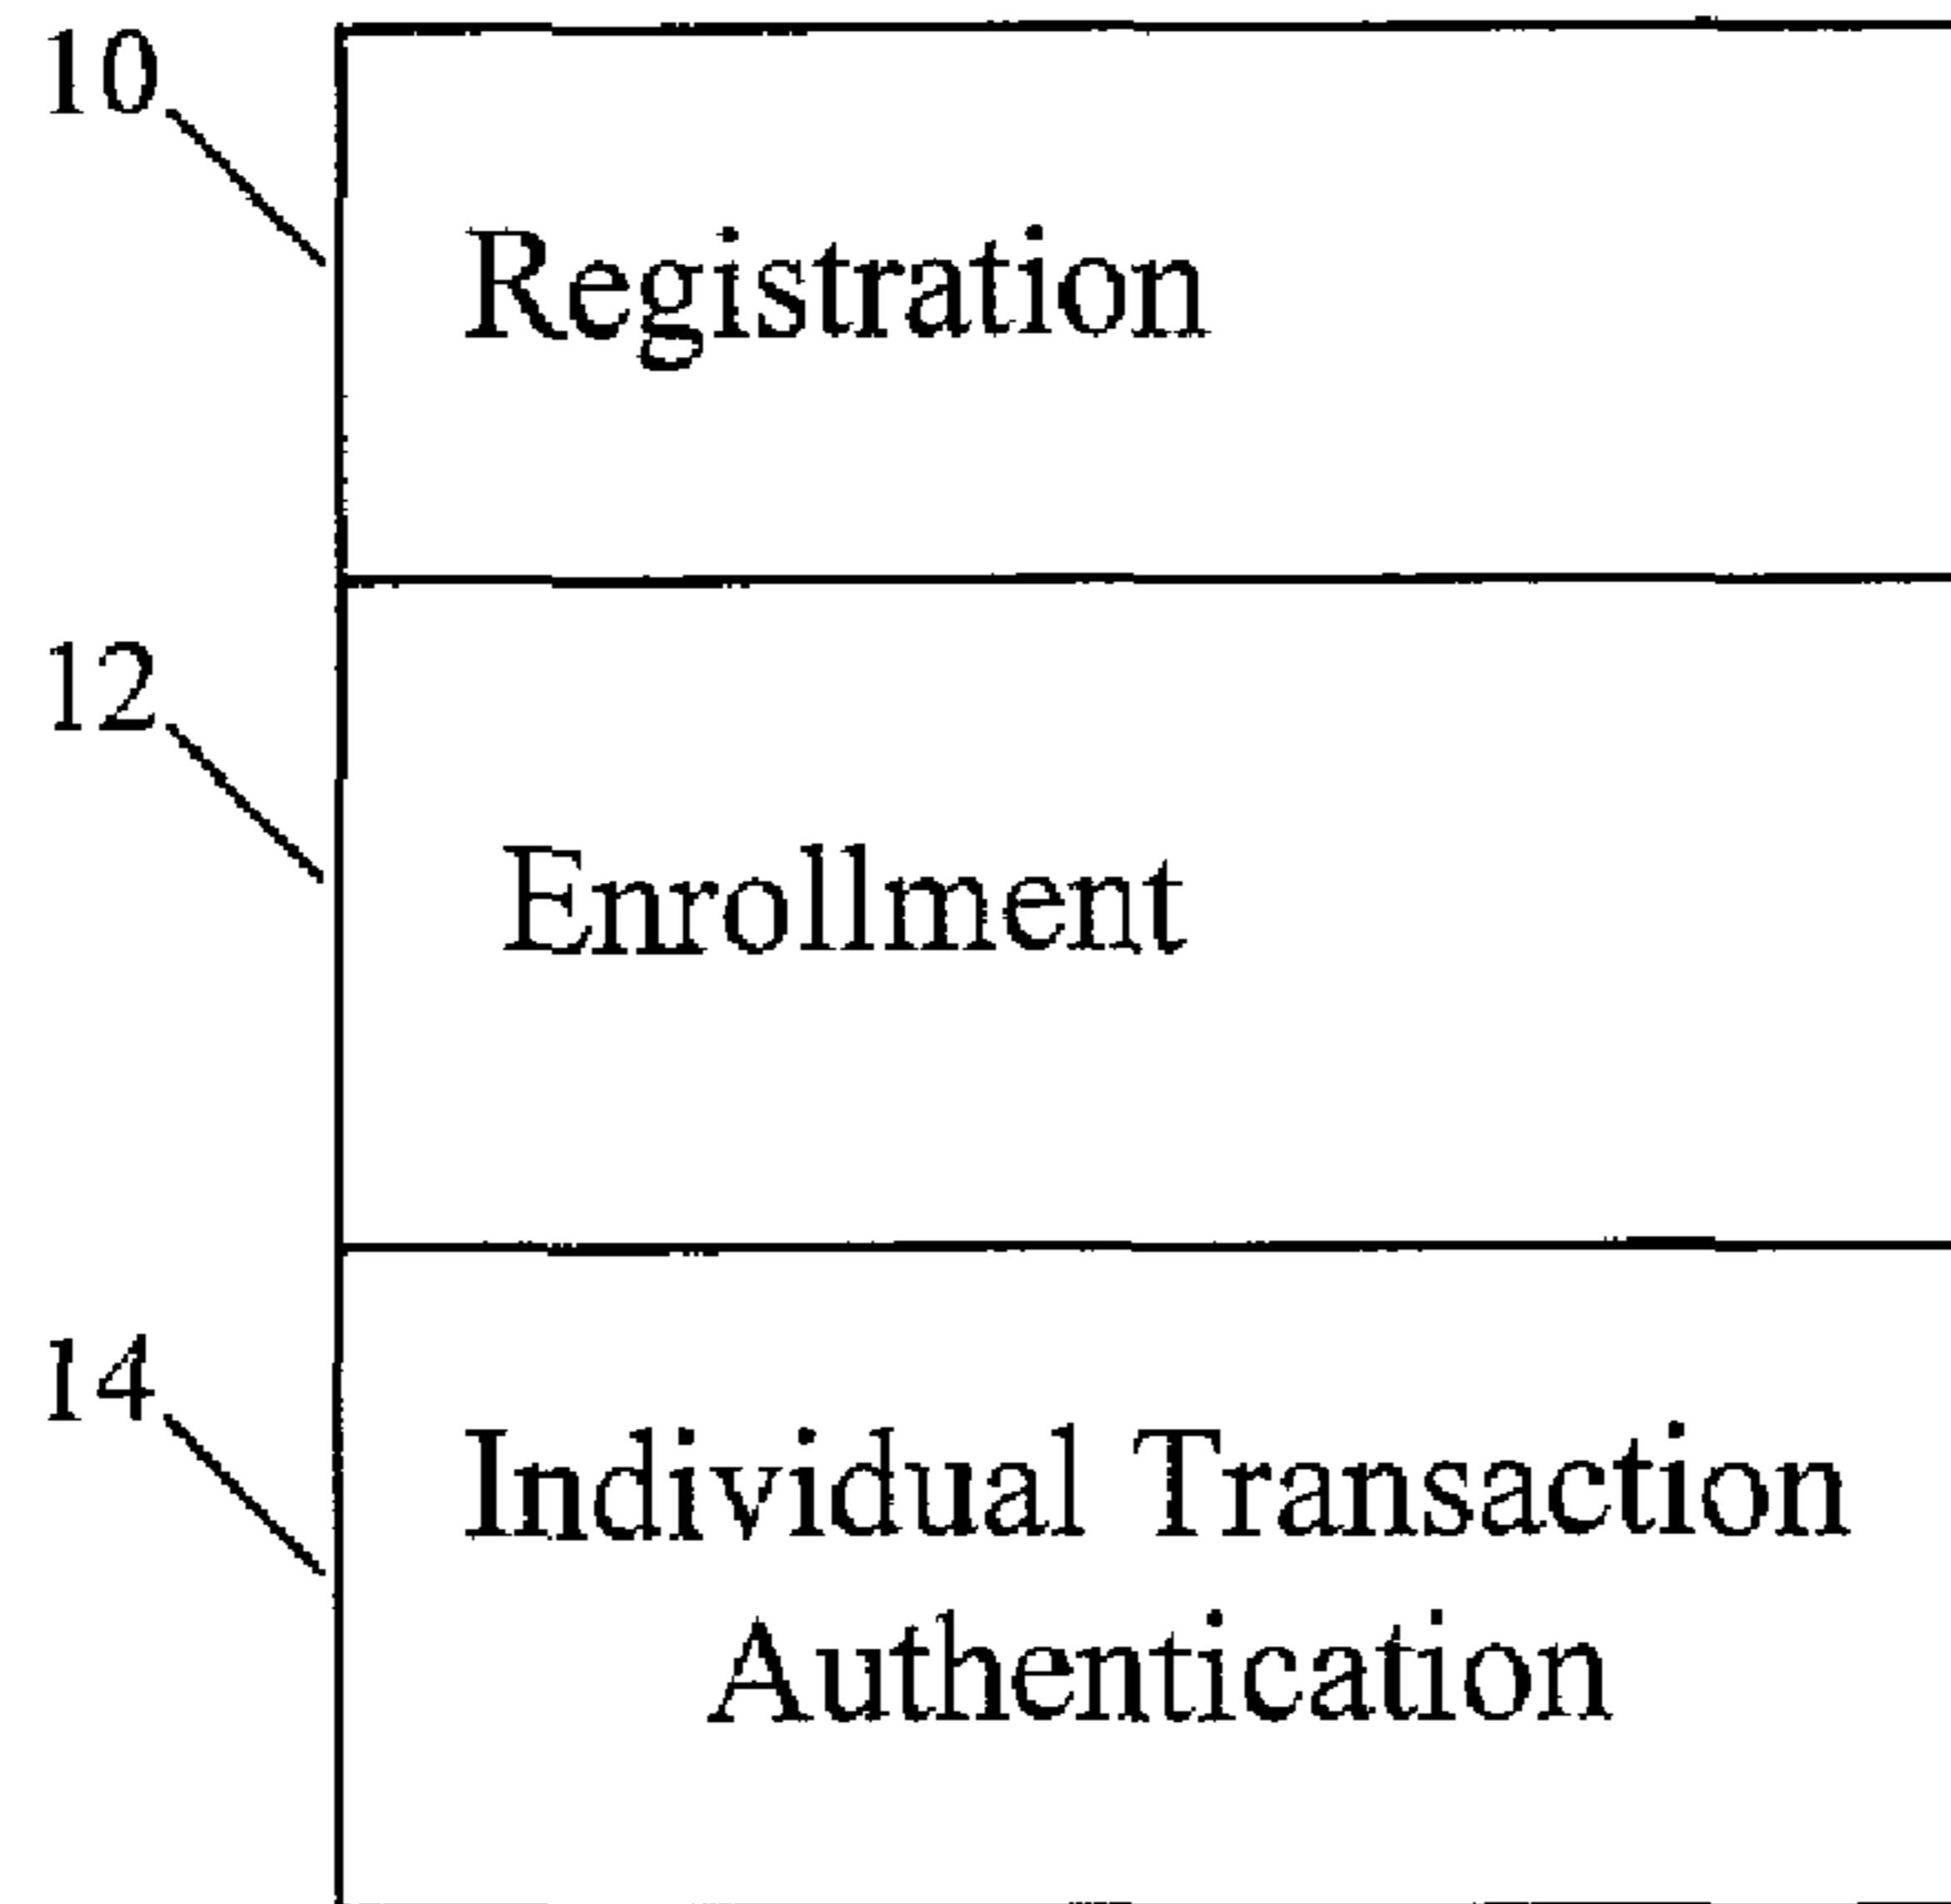 10
Registration
12
Enrollment
14
Individual Transaction
Authentication